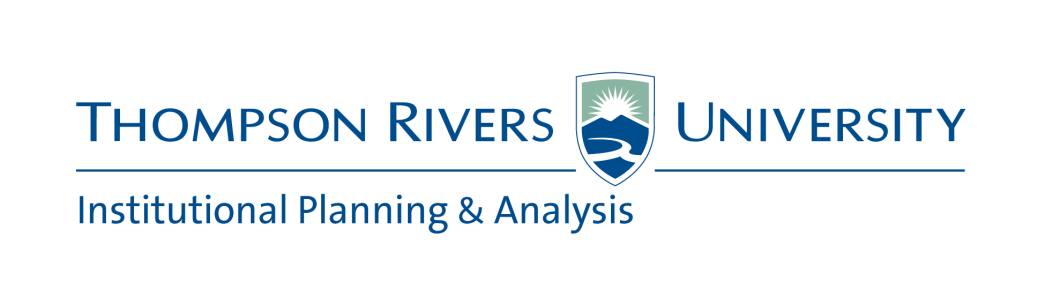 THOMPSON RIVERS UNIVERSITY
Institutional Planning & Analysis